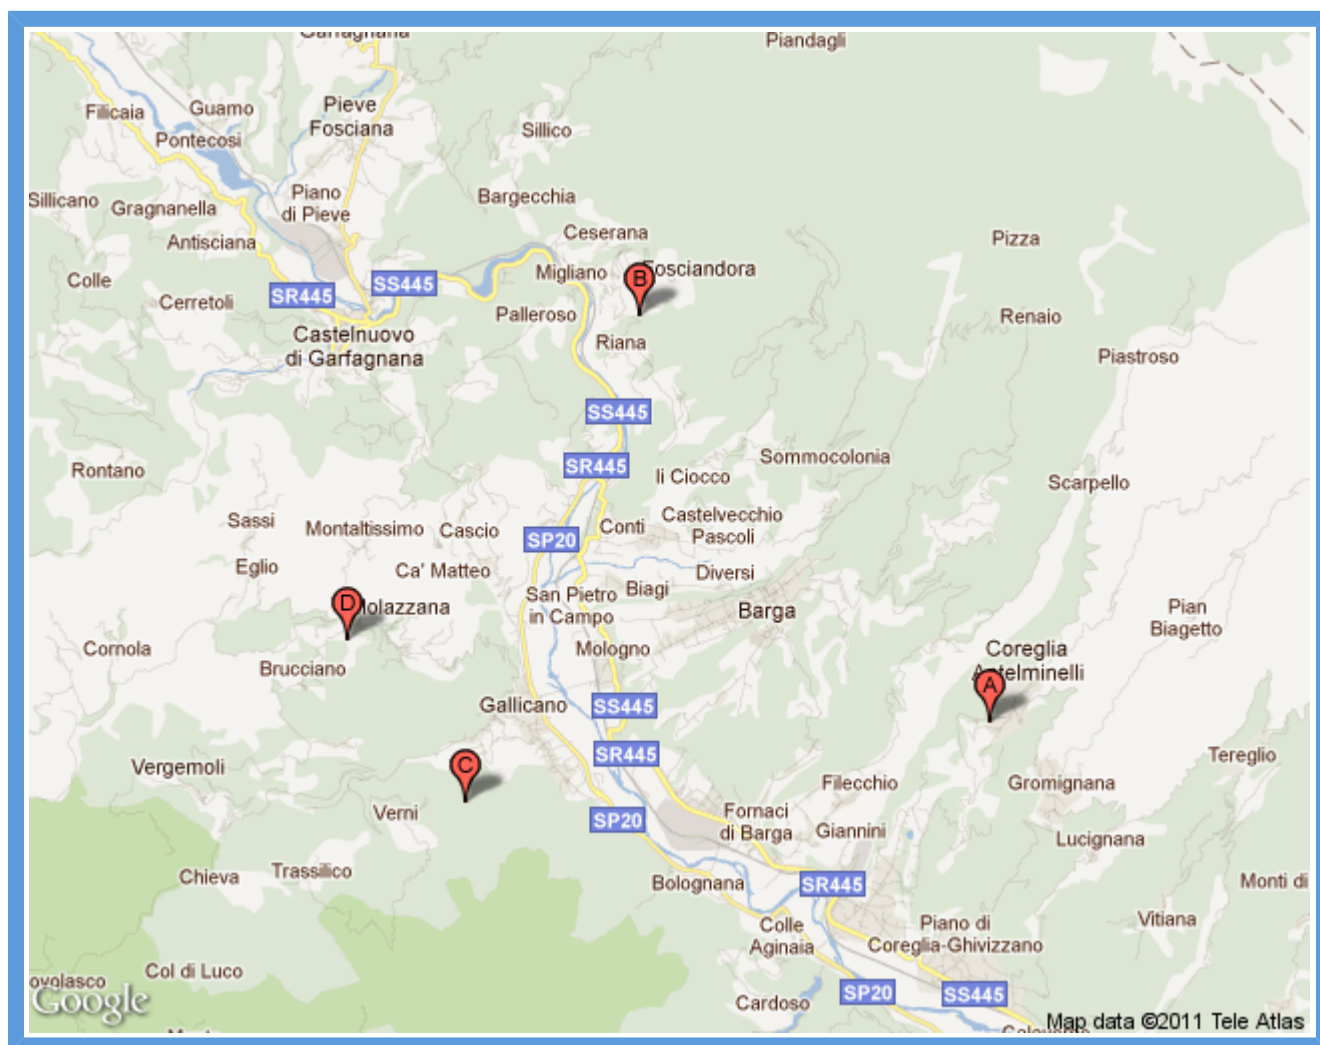 Garfagnana
Piandagli
Filicaia
Guamo
Pieve
Fosciana
Pontecosi
Sillico
Sillicano
Gragnanella
Piano
di Pieve
Bargecchia
Antisciana
Ceserana
Pizza
Colle
Cerretoli
SR445
SS445
Migliano
B
Fosciandora
Palleroso
Renaio
Castelnuovo
di Garfagnana
Riana
Piastroso
SS445
Rontano
SR445
Il Ciocco
Sommocolonia
Scarpello
Sassi
Montaltissimo
Cascio
SP20
Conti
Castelvecchio
Pascoli
Eglio
Ca' Matteo
Diversi
D
Molazzana
San Pietro
in Campo
Biagi
Barga
Pian
Biagetto
Cornola
Brucciano
Mologno
Coreglia
Antelminelli
A
Gallicano
SS445
SR445
Vergemoli
C
Tereglio
Filecchio
Gromignana
Verni
SP20
Fornaci
di Barga
Giannini
Lucignana
Chieva
Trassilico
Bolognana
SR445
Monti di
Colle
Aginaia
Piano di
Coreglia-Ghivizzano
Vitiana
Col di Luco
ovolasco
Google
Cardoso
SP20
SS445
Map data ©2011 Tele Atlas